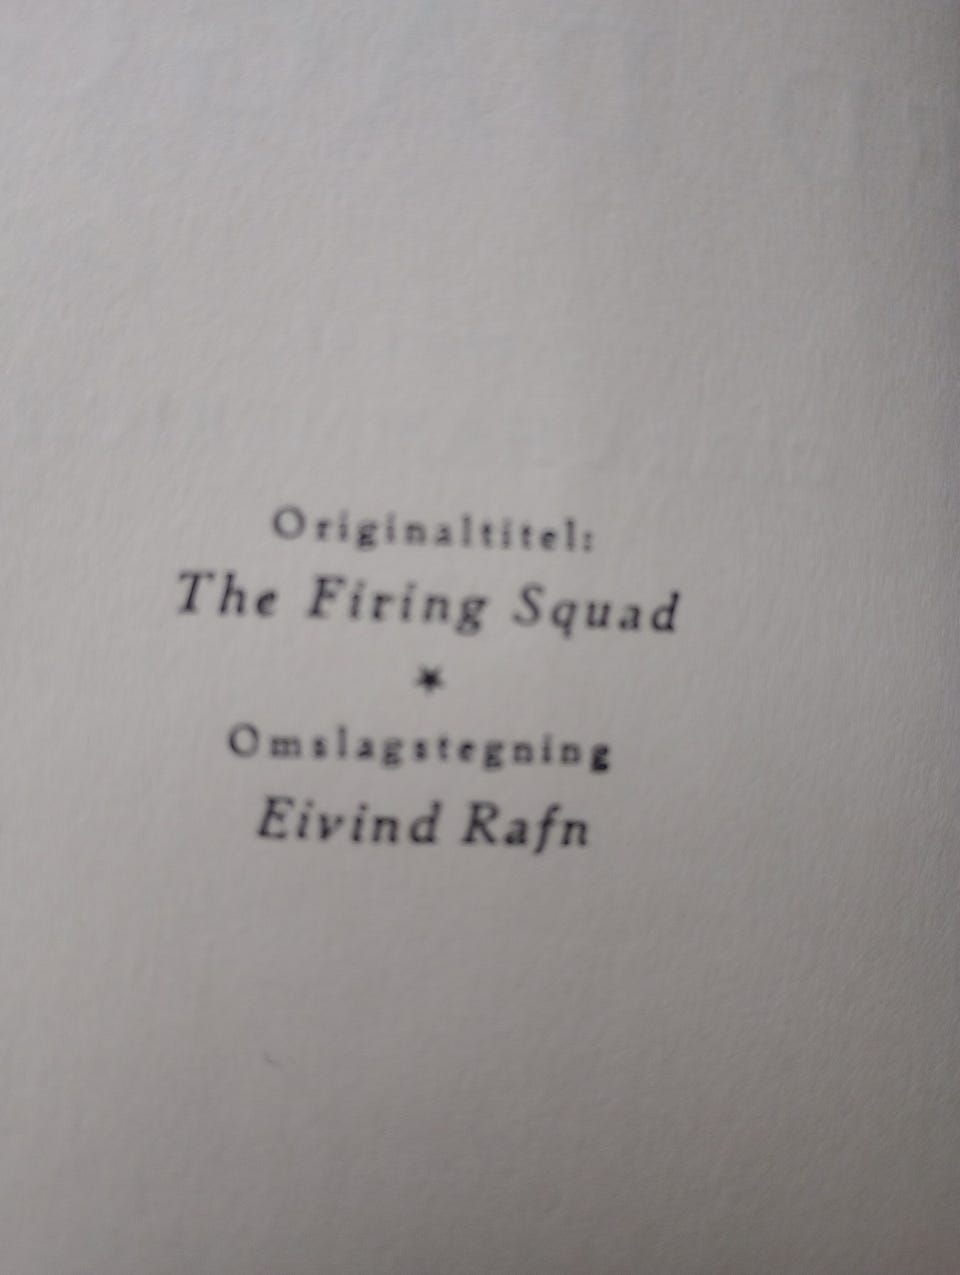 Originaltitel:
The Firing Squad
★
Omslagstegning
Eivind Rafn